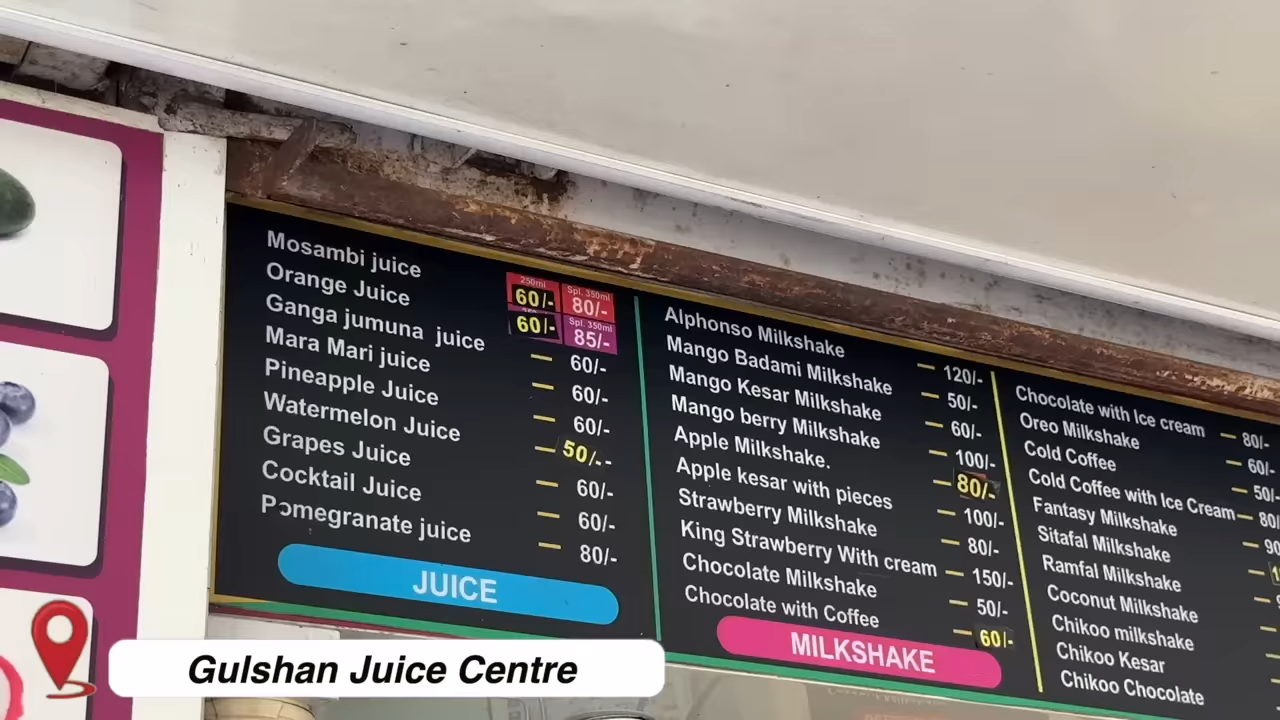 Mosambi juice 250ml 60/- Spl. 350ml 80/-
Orange Juice 60/- Spl. 350ml 85/-
Ganga jumuna juice — 60/-
Mara Mari juice — 60/-
Pineapple Juice — 60/-
Watermelon Juice — 50/--
Grapes Juice — 60/-
Cocktail Juice — 60/-
Pomegranate juice — 80/-
JUICE
Alphonso Milkshake — 120/-
Mango Badami Milkshake — 50/-
Mango Kesar Milkshake — 60/-
Mango berry Milkshake — 100/-
Apple Milkshake. — 80/-
Apple kesar with pieces — 100/-
Strawberry Milkshake — 80/-
King Strawberry With cream — 150/-
Chocolate Milkshake — 50/-
Chocolate with Coffee — 60/-
MILKSHAKE
Chocolate with Ice cream — 80/-
Oreo Milkshake — 60/-
Cold Coffee — 50/-
Cold Coffee with Ice Cream — 80/
Fantasy Milkshake — 90
Sitafal Milkshake —
Ramfal Milkshake —
Coconut Milkshake —
Chikoo milkshake —
Chikoo Kesar
Chikoo Chocolate
Gulshan Juice Centre